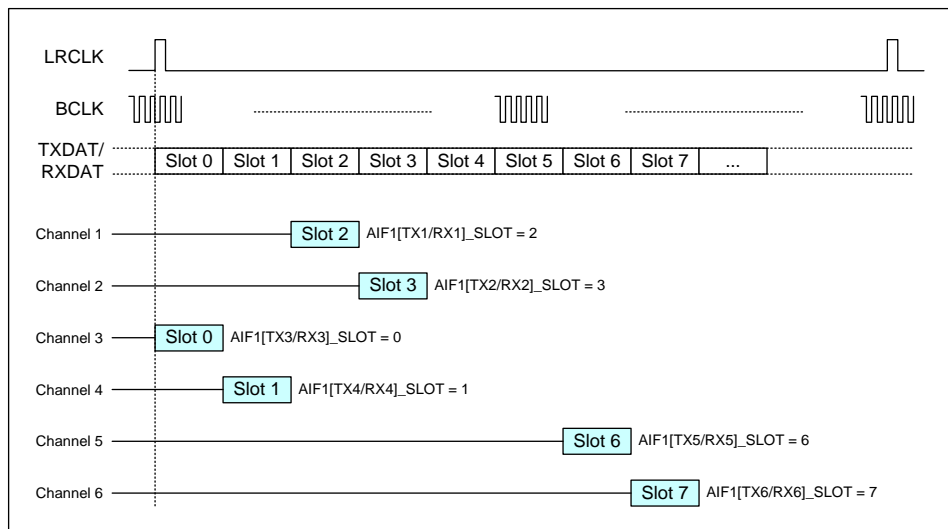 LRCLK
BCLK
TXDAT/
RXDAT
Slot 0 Slot 1 Slot 2 Slot 3 Slot 4 Slot 5 Slot 6 Slot 7 ...
Channel 1 Slot 2 AIF1[TX1/RX1]_SLOT = 2
Channel 2 Slot 3 AIF1[TX2/RX2]_SLOT = 3
Channel 3 Slot 0 AIF1[TX3/RX3]_SLOT = 0
Channel 4 Slot 1 AIF1[TX4/RX4]_SLOT = 1
Channel 5 Slot 6 AIF1[TX5/RX5]_SLOT = 6
Channel 6 Slot 7 AIF1[TX6/RX6]_SLOT = 7